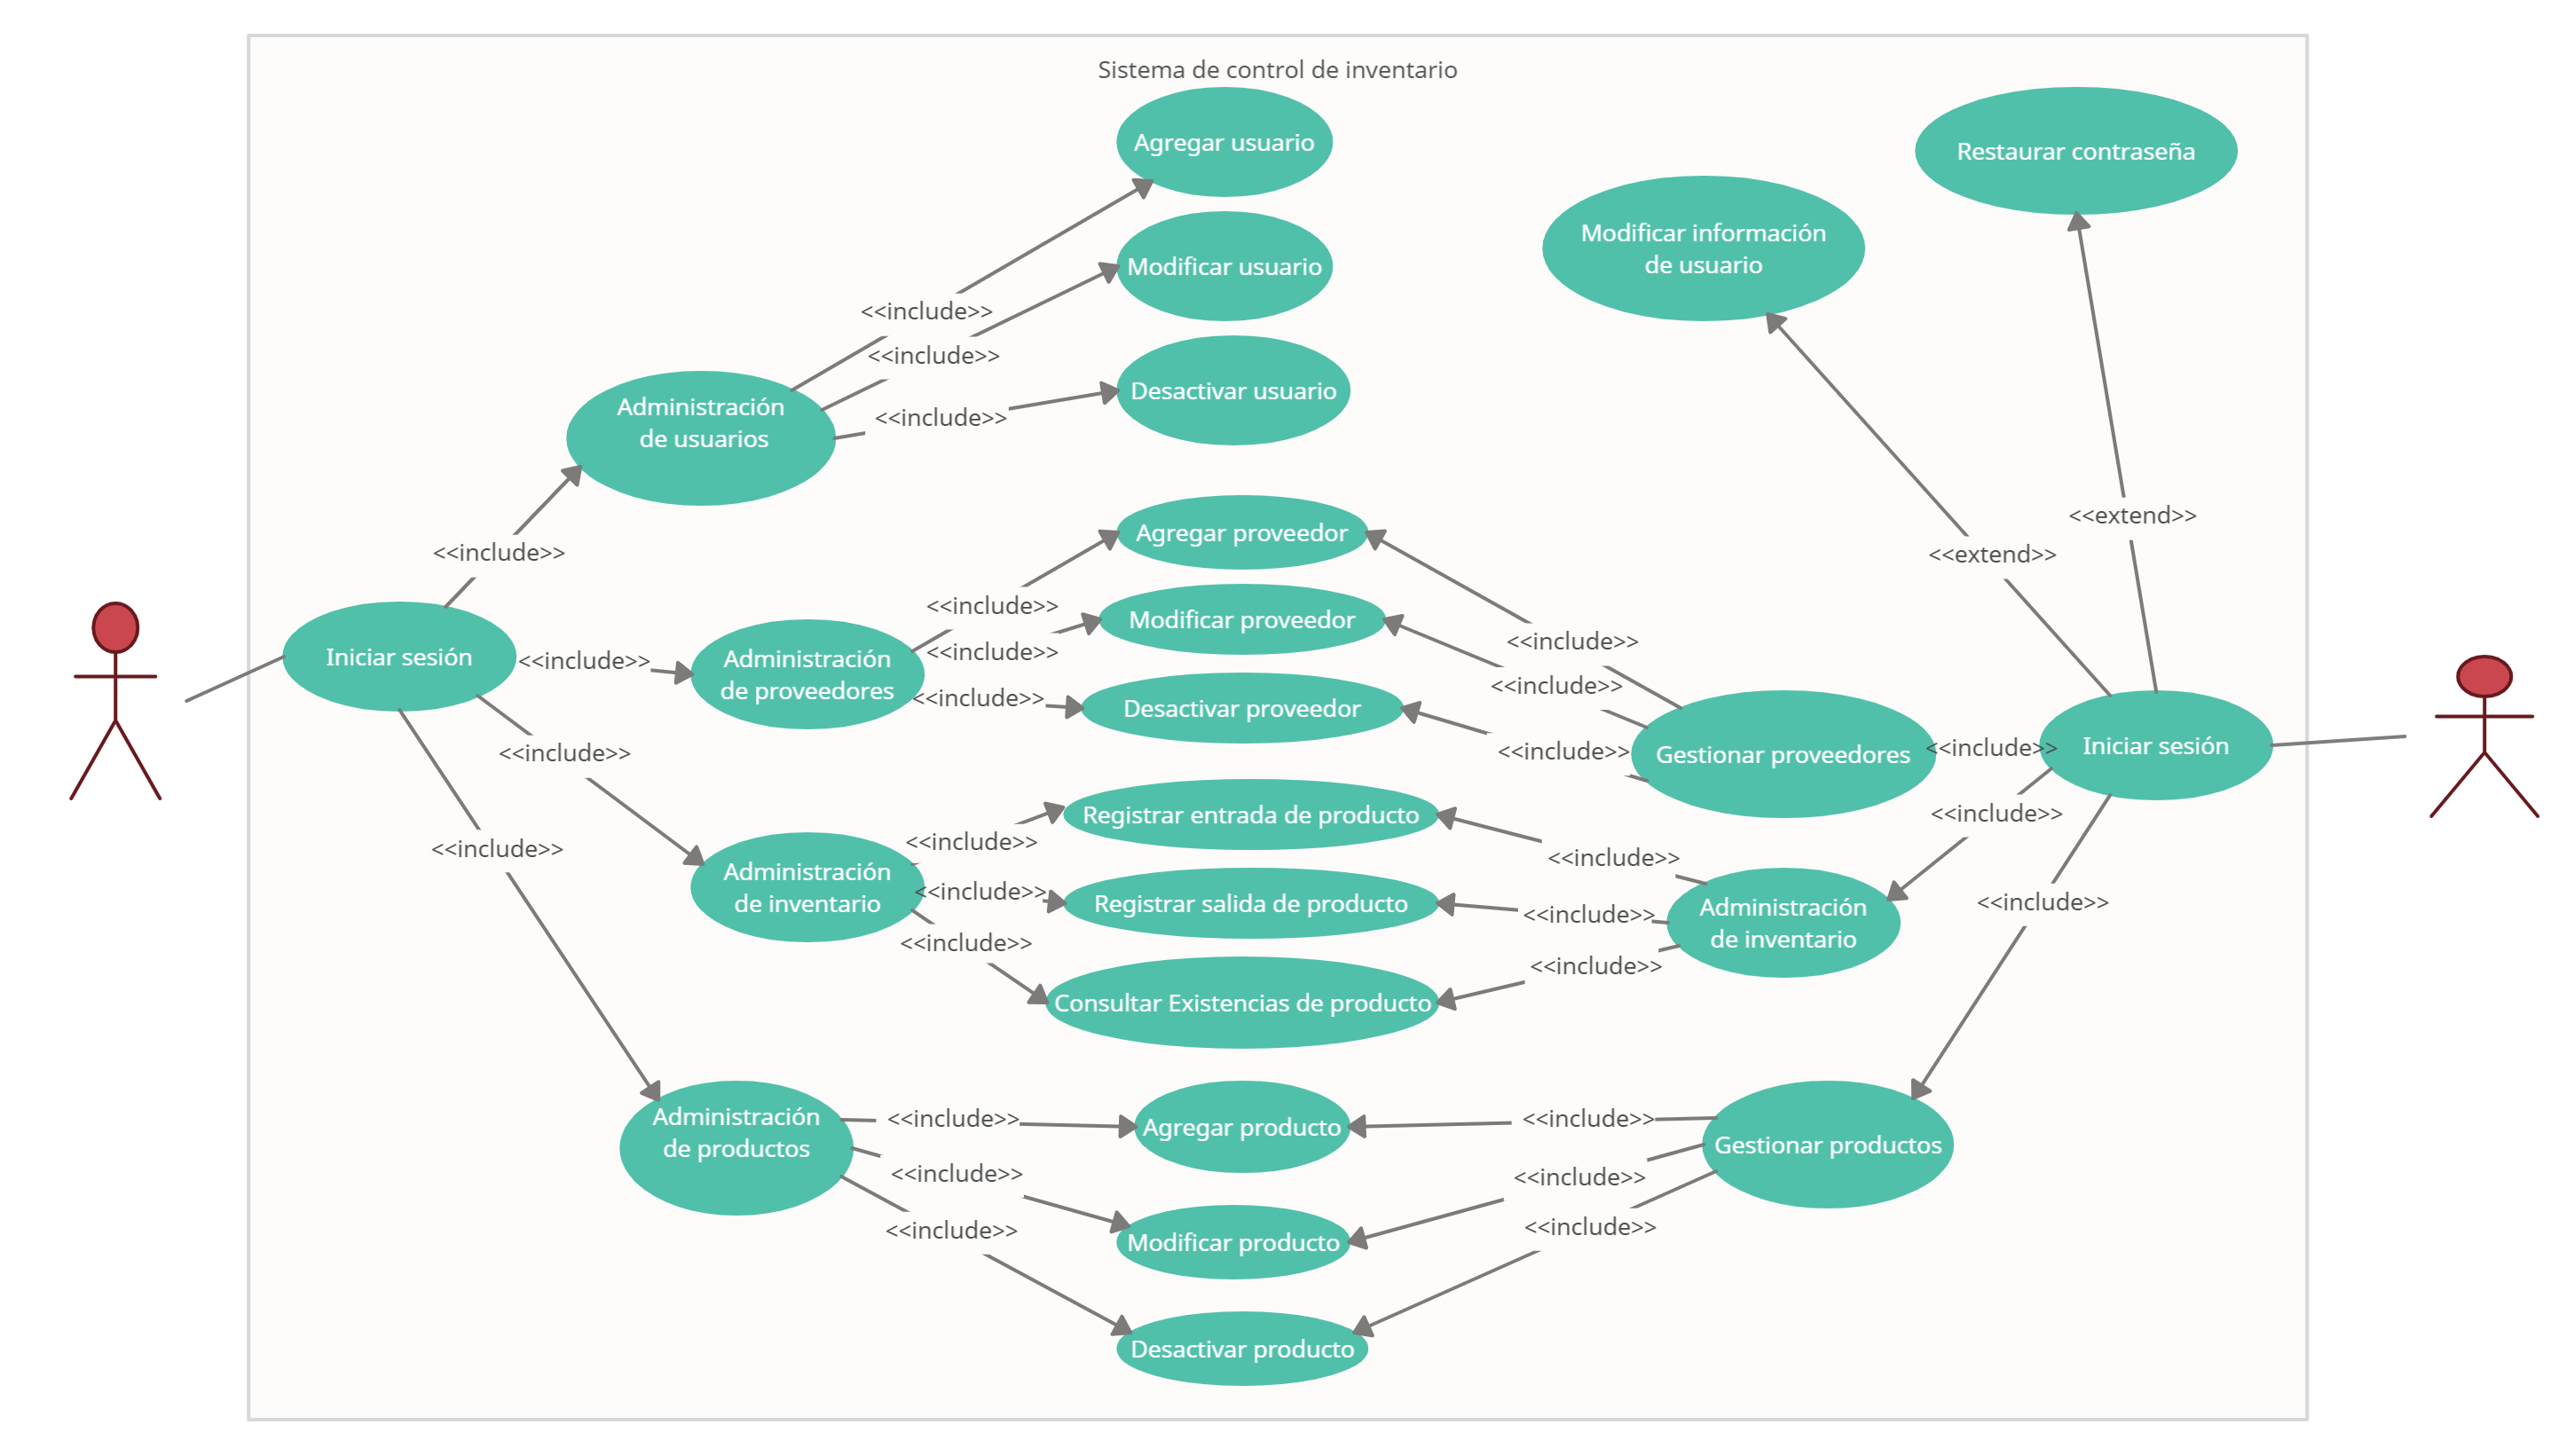 Sistema de control de inventario
Agregar usuario
Restaurar contraseña
Modificar información
de usuario
Modificar usuario
<<include>>
<<include>>
Desactivar usuario
Administración
de usuarios
<<include>>
<<extend>>
<<extend>>
<<include>>
Agregar proveedor
<<include>>
Modificar proveedor
<<include>>
<<include>>
Iniciar sesión
<<include>>
Administración
de proveedores
<<include>>
<<include>>
Desactivar proveedor
<<include>>
<<include>>
Gestionar proveedores
<<include>>
Iniciar sesión
<<include>>
Registrar entrada de producto
<<include>>
<<include>>
<<include>>
<<include>>
Administración
de inventario
<<include>>
Registrar salida de producto
<<include>>
Administración
de inventario
<<include>>
<<include>>
<<include>>
Consultar Existencias de producto
Administración
de productos
<<include>>
Agregar producto
<<include>>
Gestionar productos
<<include>>
<<include>>
<<include>>
Modificar producto
<<include>>
Desactivar producto